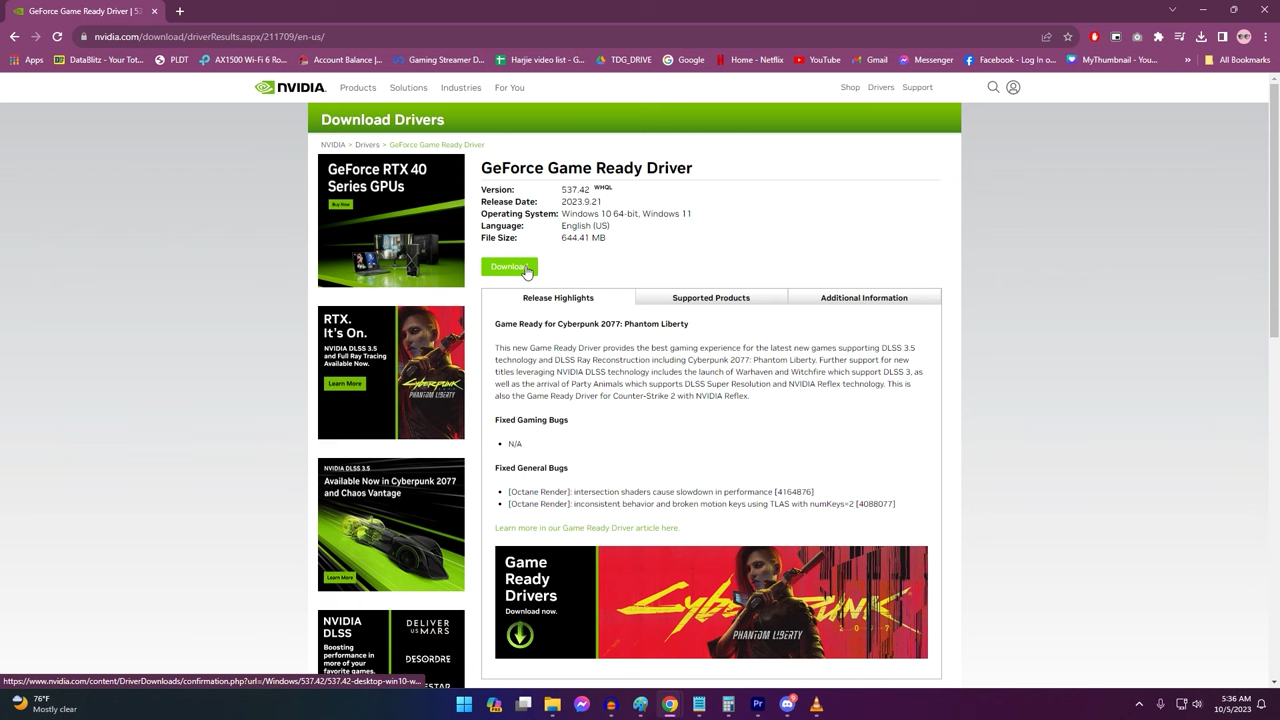 GeForce Game Ready Driver | 5:
nvidia.com/download/driverResults.aspx/211709/en-us/
Apps
DataBlitz - Your Tot...
PLDT
AX1500 Wi-Fi 6 Ro...
Account Balance |...
Gaming Streamer D...
Harjie video list - G...
TDG_DRIVE
Google
Home - Netflix
YouTube
Gmail
Messenger
Facebook - Log In o...
MyThumbnail - You...
»
All Bookmarks
NVIDIA.
Products
Solutions
Industries
For You
Shop
Drivers
Support
Download Drivers
NVIDIA > Drivers > GeForce Game Ready Driver
GeForce RTX 40
Series GPUs
Buy Now
RTX.
It's On.
NVIDIA DLSS 3.5
and Full Ray Tracing
Available Now.
Learn More
CYBERPUNK
PHANTOM LIBERTY
NVIDIA DLSS 3.5
Available Now in Cyberpunk 2077
and Chaos Vantage
Learn More
NVIDIA
DLSS
Boosting
performance in
more of your
favorite games.
DELIVER
US MARS
DESORDRE
GeForce Game Ready Driver
Version: 537.42 WHQL
Release Date: 2023.9.21
Operating System: Windows 10 64-bit, Windows 11
Language: English (US)
File Size: 644.41 MB
Download
Release Highlights
Supported Products
Additional Information
Game Ready for Cyberpunk 2077: Phantom Liberty
This new Game Ready Driver provides the best gaming experience for the latest new games supporting DLSS 3.5
technology and DLSS Ray Reconstruction including Cyberpunk 2077: Phantom Liberty. Further support for new
titles leveraging NVIDIA DLSS technology includes the launch of Warhaven and Witchfire which support DLSS 3, as
well as the arrival of Party Animals which supports DLSS Super Resolution and NVIDIA Reflex technology. This is
also the Game Ready Driver for Counter-Strike 2 with NVIDIA Reflex.
Fixed Gaming Bugs
• N/A
Fixed General Bugs
• [Octane Render]: intersection shaders cause slowdown in performance [4164876]
• [Octane Render]: inconsistent behavior and broken motion keys using TLAS with numKeys=2 [4088077]
Learn more in our Game Ready Driver article here.
Game
Ready
Drivers
Download now.
Cyberpunk
2077
PHANTOM LIBERTY
https://www.nvidia.com/content/DriverDownloads/confirmation.php?url=/Windows/537.42/537.42-desktop-win10-w...
76°F
Mostly clear
Pr
5:36 AM
10/5/2023